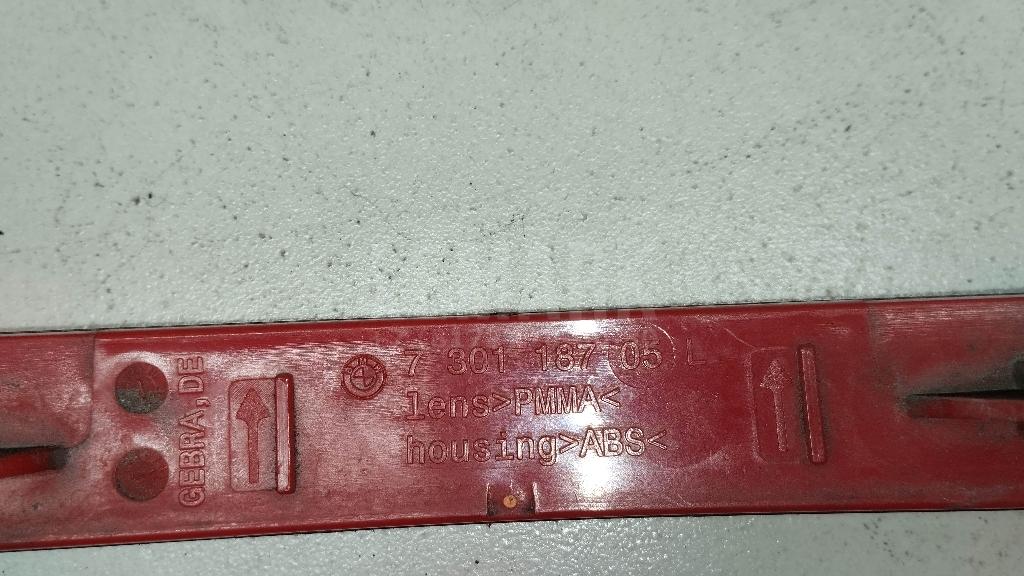 7 301 187 05 L
lens>PMMA<
housing>ABS<
GEBRA, DE